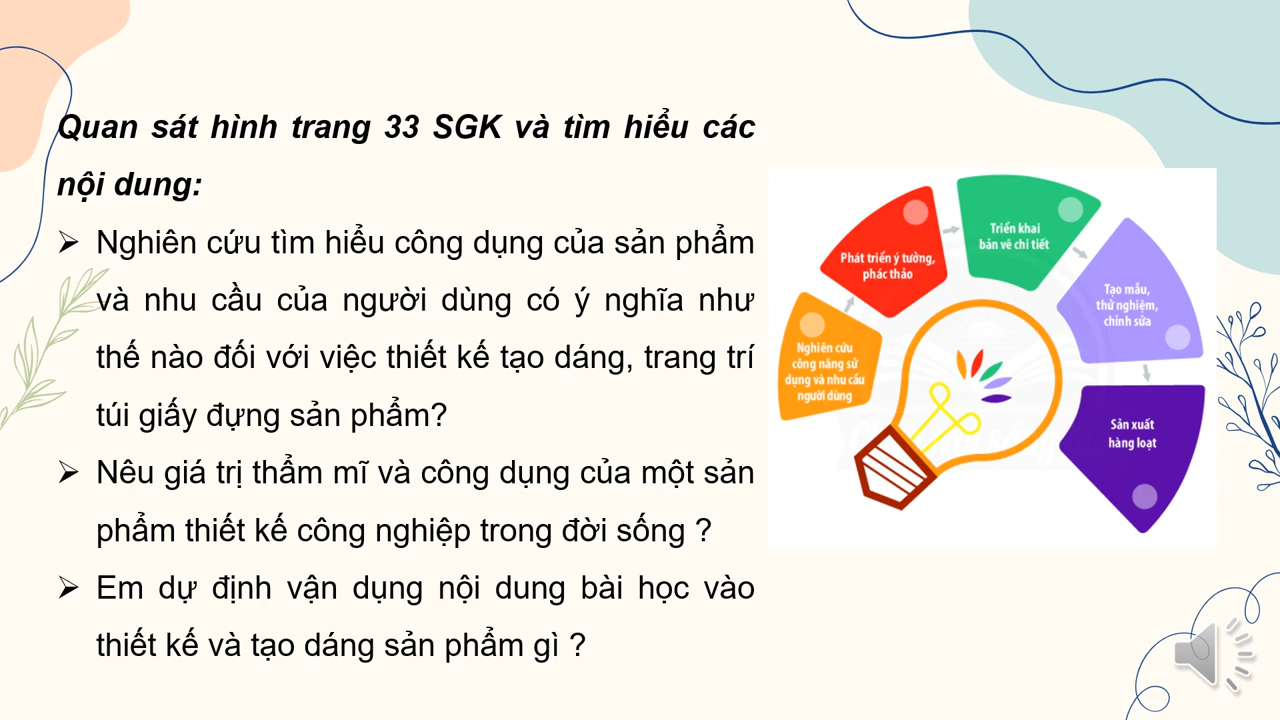 Quan sát hình trang 33 SGK và tìm hiểu các
nội dung:
➢ Nghiên cứu tìm hiểu công dụng của sản phẩm
và nhu cầu của người dùng có ý nghĩa như
thế nào đối với việc thiết kế tạo dáng, trang trí
túi giấy đựng sản phẩm?
➢ Nêu giá trị thẩm mĩ và công dụng của một sản
phẩm thiết kế công nghiệp trong đời sống ?
➢ Em dự định vận dụng nội dung bài học vào
thiết kế và tạo dáng sản phẩm gì ?
Nghiên cứu
công năng sử
dụng và nhu cầu
người dùng
Phát triển ý tưởng,
phác thảo
Triển khai
bản vẽ chi tiết
Tạo mẫu,
thử nghiệm,
chỉnh sửa
Sản xuất
hàng loạt